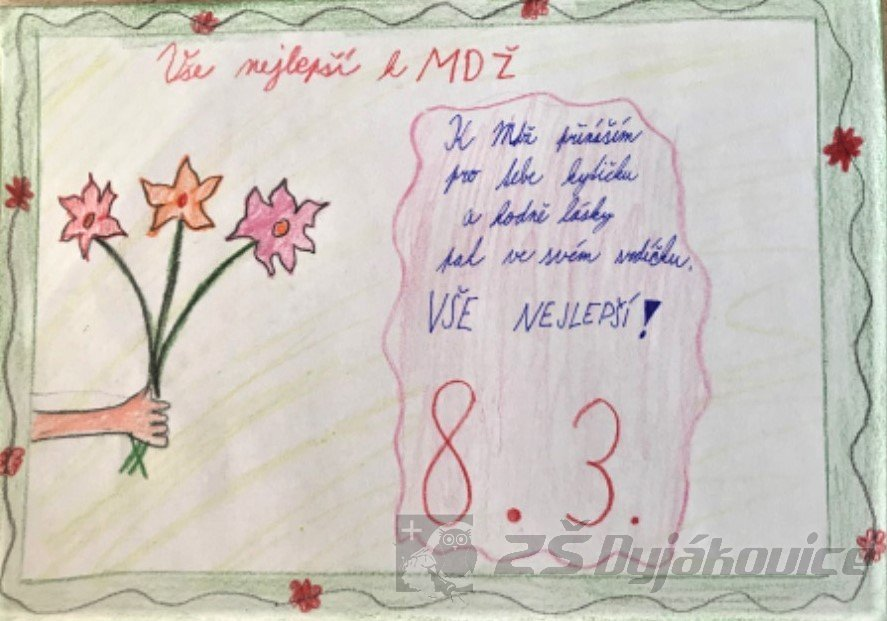 Vše nejlepší k MDŽ
K Mdž přináším
pro tebe kytičku
a hodně lásky
pak ve svém srdíčku.
VŠE NEJLEPŠÍ!
8. 3.
ZŠ Dyjákovice